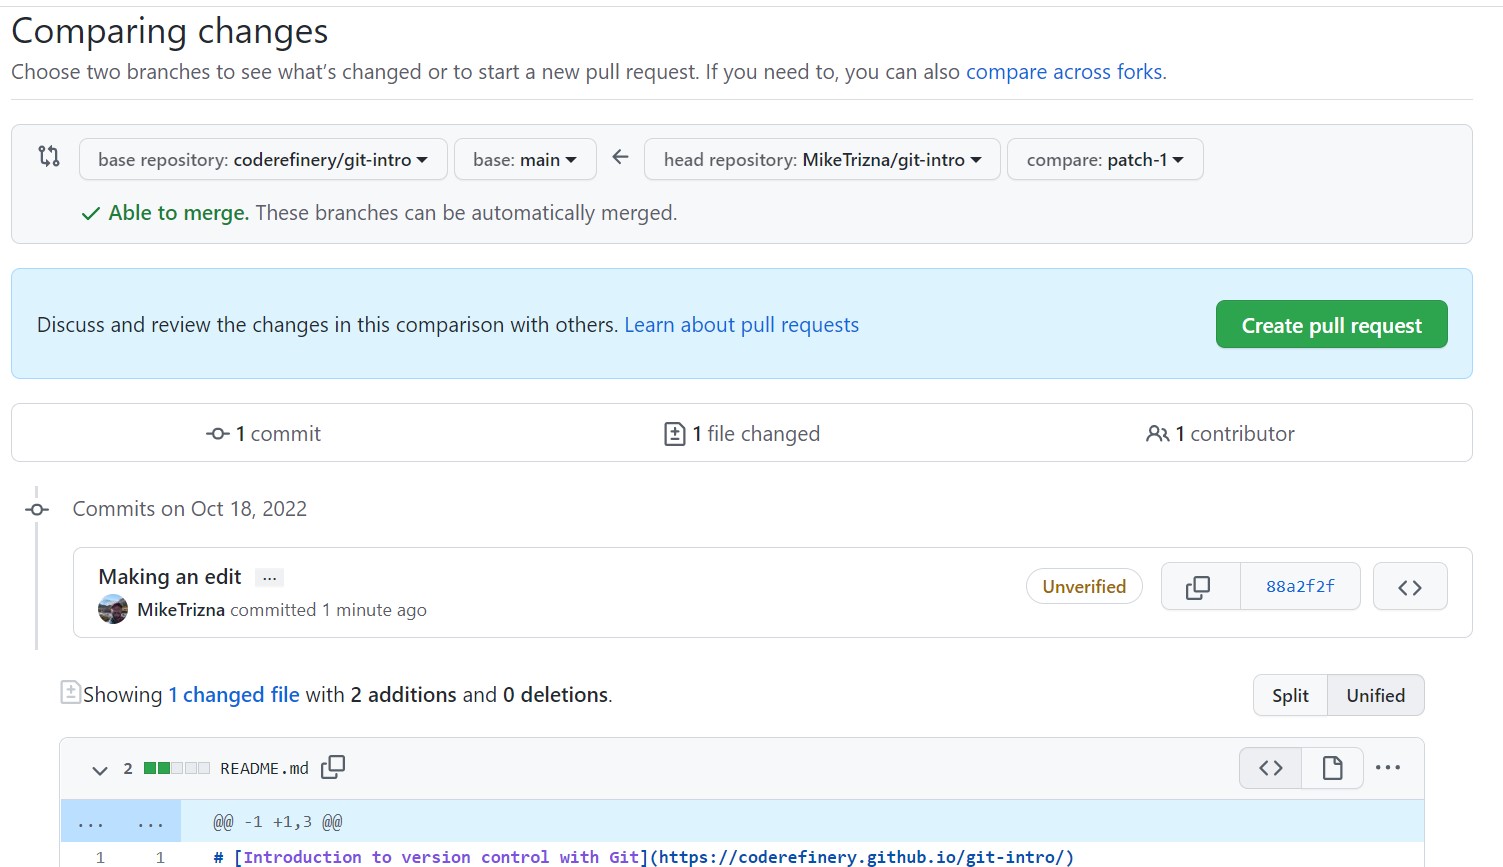 Comparing changes
Choose two branches to see what's changed or to start a new pull request. If you need to, you can also compare across forks.
base repository: coderefinery/git-intro base: main ← head repository: MikeTrizna/git-intro compare: patch-1
✓ Able to merge. These branches can be automatically merged.
Discuss and review the changes in this comparison with others. Learn about pull requests Create pull request
1 commit 1 file changed 1 contributor
Commits on Oct 18, 2022
Making an edit ... Unverified 88a2f2f <>
MikeTrizna committed 1 minute ago
Showing 1 changed file with 2 additions and 0 deletions. Split Unified
2 README.md <> ...
... ... @@ -1 +1,3 @@
1 1 # [Introduction to version control with Git](https://coderefinery.github.io/git-intro/)